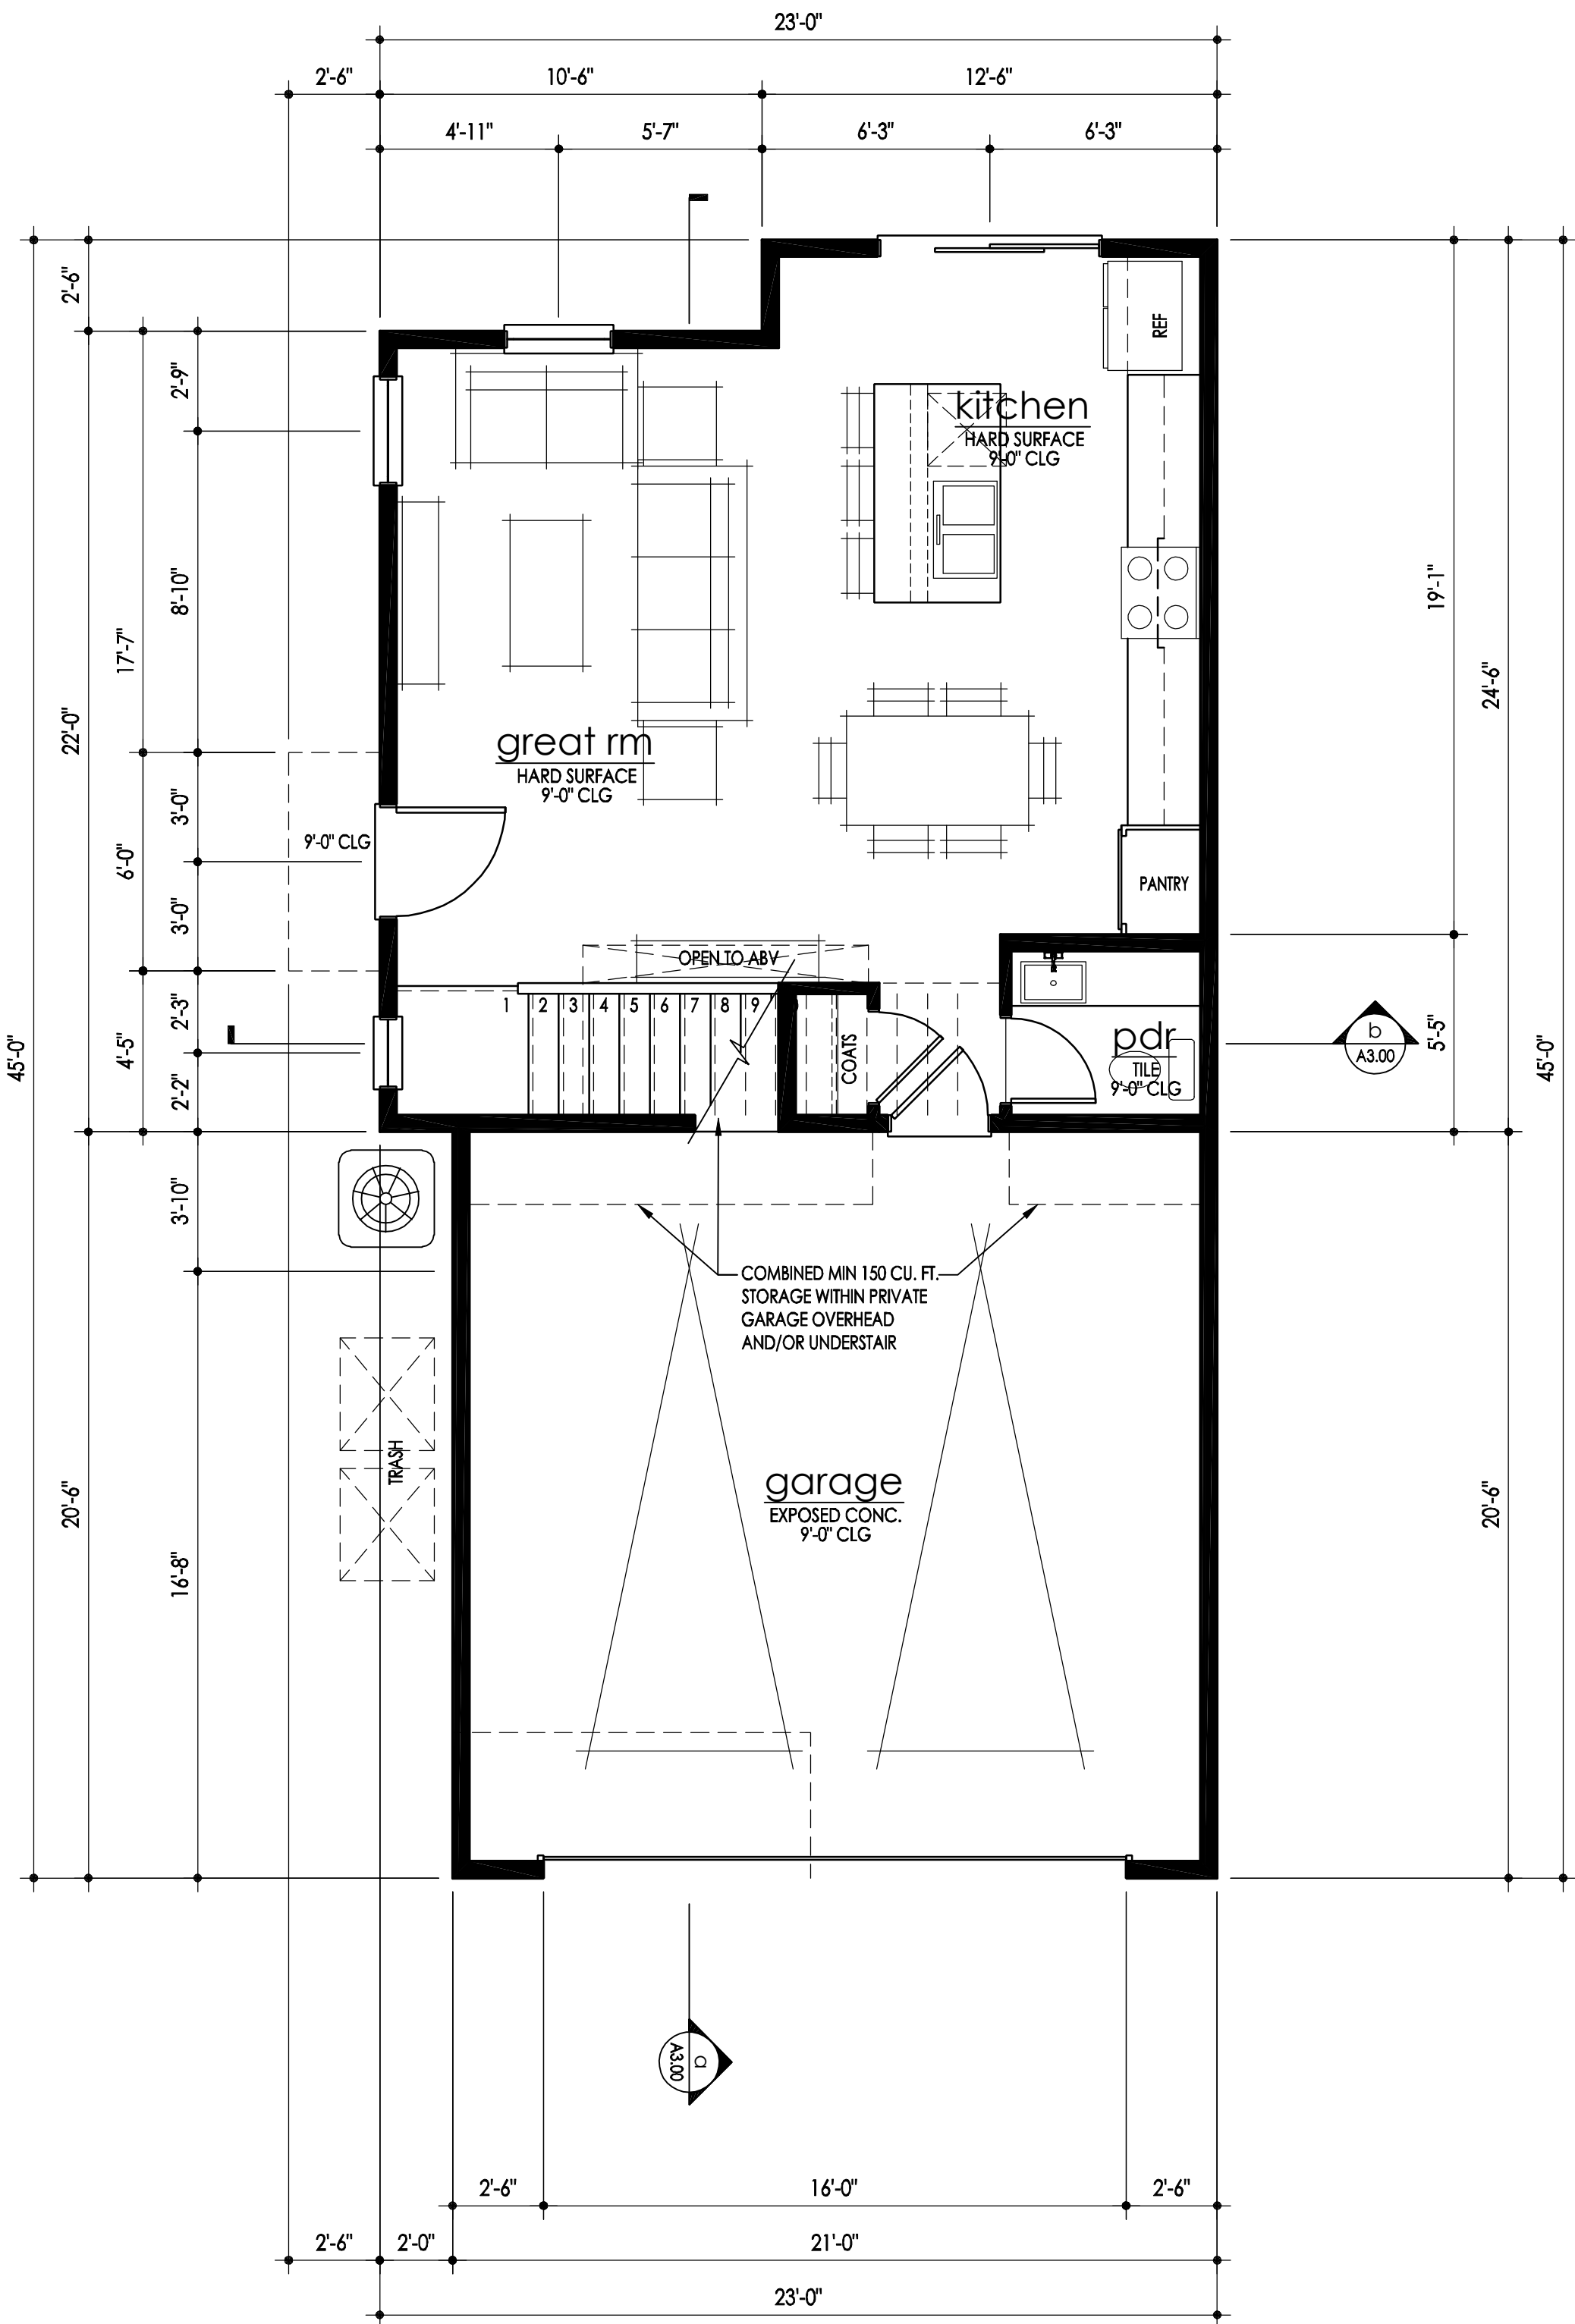 23'-0"
2'-6" 10'-6" 12'-6"
4'-11" 5'-7" 6'-3" 6'-3"
2'-6"
2'-9"
REF
kitchen
HARD SURFACE
9'-0" CLG
8'-10"
19'-1"
17'-7"
24'-6"
22'-0"
great rm
HARD SURFACE
9'-0" CLG
3'-0"
9'-0" CLG
6'-0"
PANTRY
3'-0"
OPEN TO ABV
2'-3"
1 2 3 4 5 6 7 8 9
COATS
pdr
TILE
9'-0" CLG
b
A3.00
5'-5"
45'-0"
4'-5"
45'-0"
2'-2"
3'-10"
COMBINED MIN 150 CU. FT.
STORAGE WITHIN PRIVATE
GARAGE OVERHEAD
AND/OR UNDERSTAIR
TRASH
garage
EXPOSED CONC.
9'-0" CLG
20'-6"
20'-6"
16'-8"
a
A3.00
2'-6" 16'-0" 2'-6"
2'-6" 2'-0" 21'-0"
23'-0"